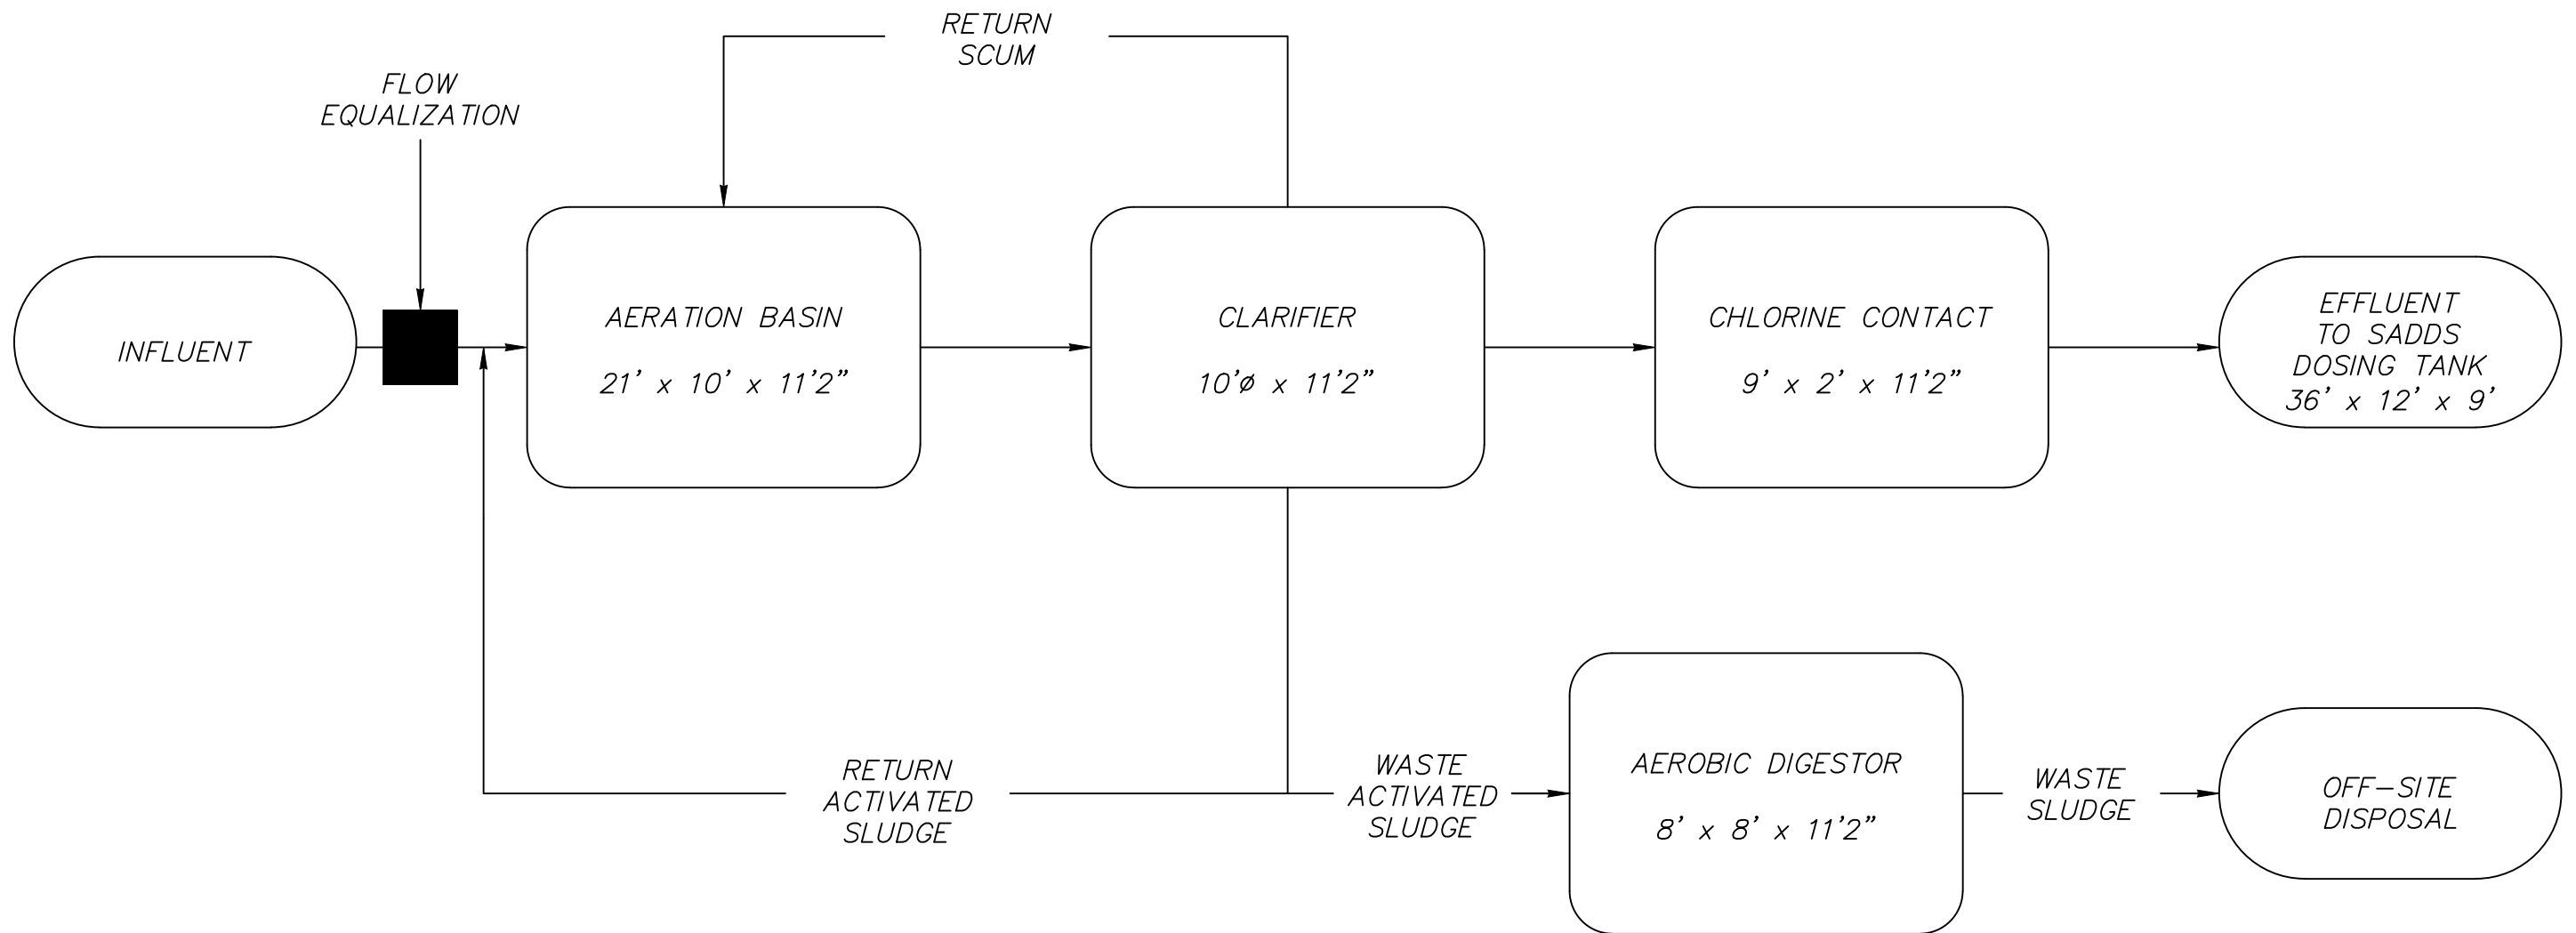 RETURN
SCUM
FLOW
EQUALIZATION
INFLUENT
AERATION BASIN
21' x 10' x 11'2"
CLARIFIER
10'ø x 11'2"
CHLORINE CONTACT
9' x 2' x 11'2"
EFFLUENT
TO SADDS
DOSING TANK
36' x 12' x 9'
RETURN
ACTIVATED
SLUDGE
WASTE
ACTIVATED
SLUDGE
AEROBIC DIGESTOR
8' x 8' x 11'2"
WASTE
SLUDGE
OFF-SITE
DISPOSAL